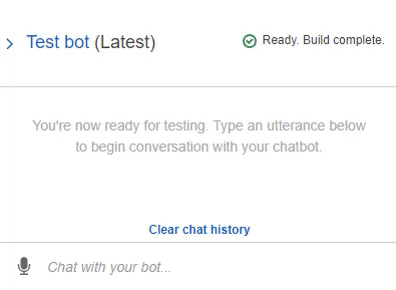 Test bot (Latest) Ready. Build complete.
You're now ready for testing. Type an utterance below
to begin conversation with your chatbot.
Clear chat history
Chat with your bot...